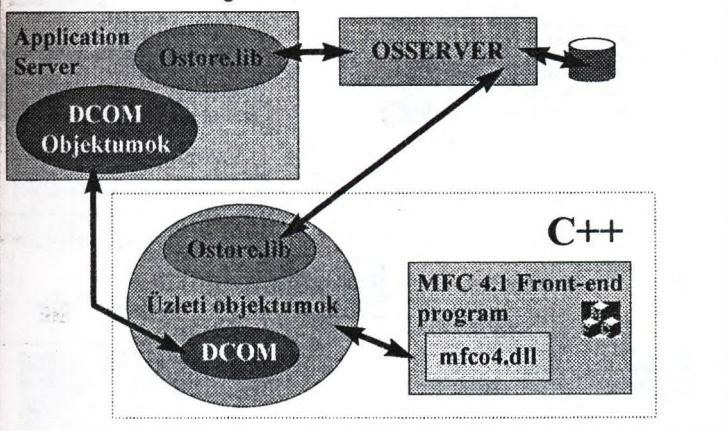 Application
Server
Ostore.lib
OSSERVER
DCOM
Objektumok
C++
Ostore.lib
Üzleti objektumok
DCOM
MFC 4.1 Front-end
program
mfco4.dll